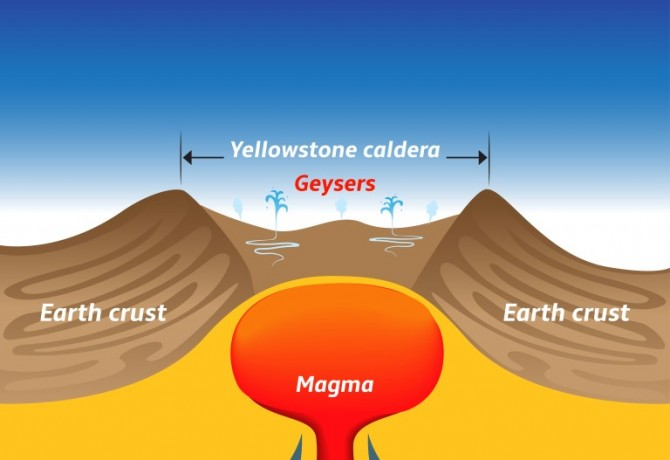 Yellowstone caldera
Geysers
Earth crust
Earth crust
Magma